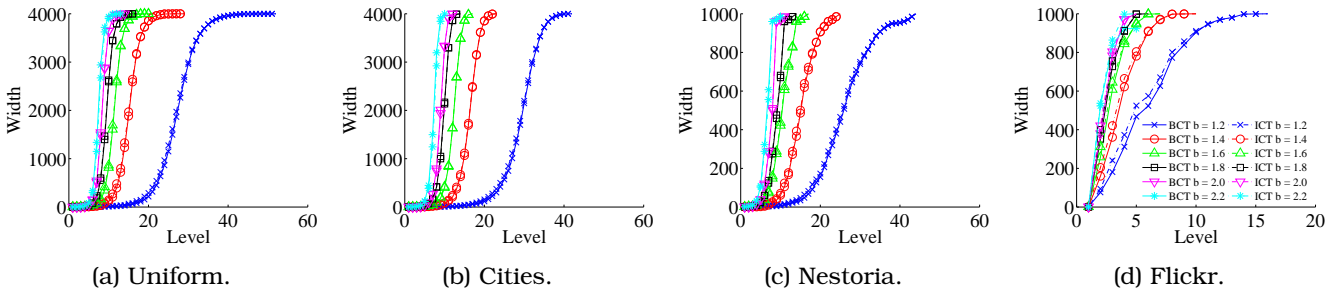 4000
3000
2000
1000
0
0 20 40 60
Width
Level
(a) Uniform.
4000
3000
2000
1000
0
0 20 40 60
Width
Level
(b) Cities.
1000
800
600
400
200
0
0 20 40 60
Width
Level
(c) Nestoria.
1000
800
600
400
200
0
0 5 10 15 20
Width
Level
BCT b = 1.2 ICT b = 1.2
BCT b = 1.4 ICT b = 1.4
BCT b = 1.6 ICT b = 1.6
BCT b = 1.8 ICT b = 1.8
BCT b = 2.0 ICT b = 2.0
BCT b = 2.2 ICT b = 2.2
(d) Flickr.